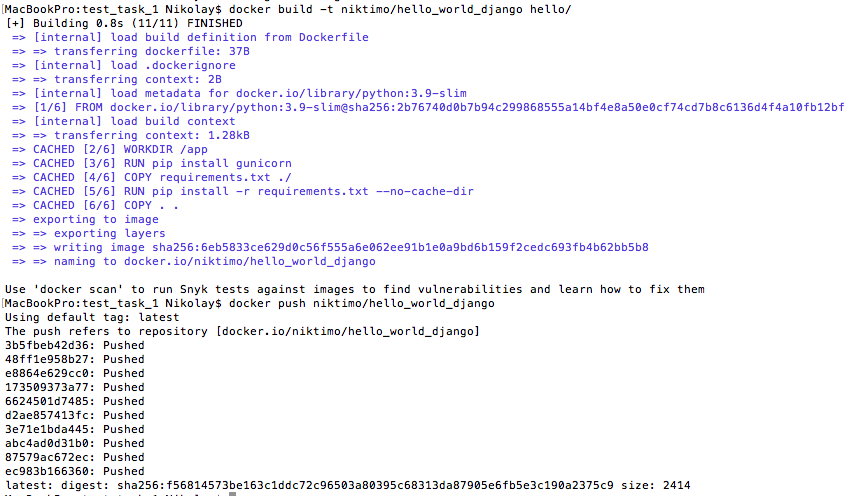 [MacBookPro:test_task_1 Nikolay$ docker build -t niktimo/hello_world_django hello/
[+] Building 0.8s (11/11) FINISHED
=> [internal] load build definition from Dockerfile
=> => transferring dockerfile: 37B
=> [internal] load .dockerignore
=> => transferring context: 2B
=> [internal] load metadata for docker.io/library/python:3.9-slim
=> [1/6] FROM docker.io/library/python:3.9-slim@sha256:2b76740d0b7b94c299868555a14bf4e8a50e0cf74cd7b8c6136d4f4a10fb12bf
=> [internal] load build context
=> => transferring context: 1.28kB
=> CACHED [2/6] WORKDIR /app
=> CACHED [3/6] RUN pip install gunicorn
=> CACHED [4/6] COPY requirements.txt ./
=> CACHED [5/6] RUN pip install -r requirements.txt --no-cache-dir
=> CACHED [6/6] COPY . .
=> exporting to image
=> => exporting layers
=> => writing image sha256:6eb5833ce629d0c56f555a6e062ee91b1e0a9bd6b159f2cedc693fb4b62bb5b8
=> => naming to docker.io/niktimo/hello_world_django
Use 'docker scan' to run Snyk tests against images to find vulnerabilities and learn how to fix them
[MacBookPro:test_task_1 Nikolay$ docker push niktimo/hello_world_django
Using default tag: latest
The push refers to repository [docker.io/niktimo/hello_world_django]
3b5fbeb42d36: Pushed
48ff1e958b27: Pushed
e8864e629cc0: Pushed
173509373a77: Pushed
6624501d7485: Pushed
d2ae857413fc: Pushed
3e71e1bda445: Pushed
abc4ad0d31b0: Pushed
87579ac672ec: Pushed
ec983b166360: Pushed
latest: digest: sha256:f56814573be163c1ddc72c96503a80395c68313da87905e6fb5e3c190a2375c9 size: 2414